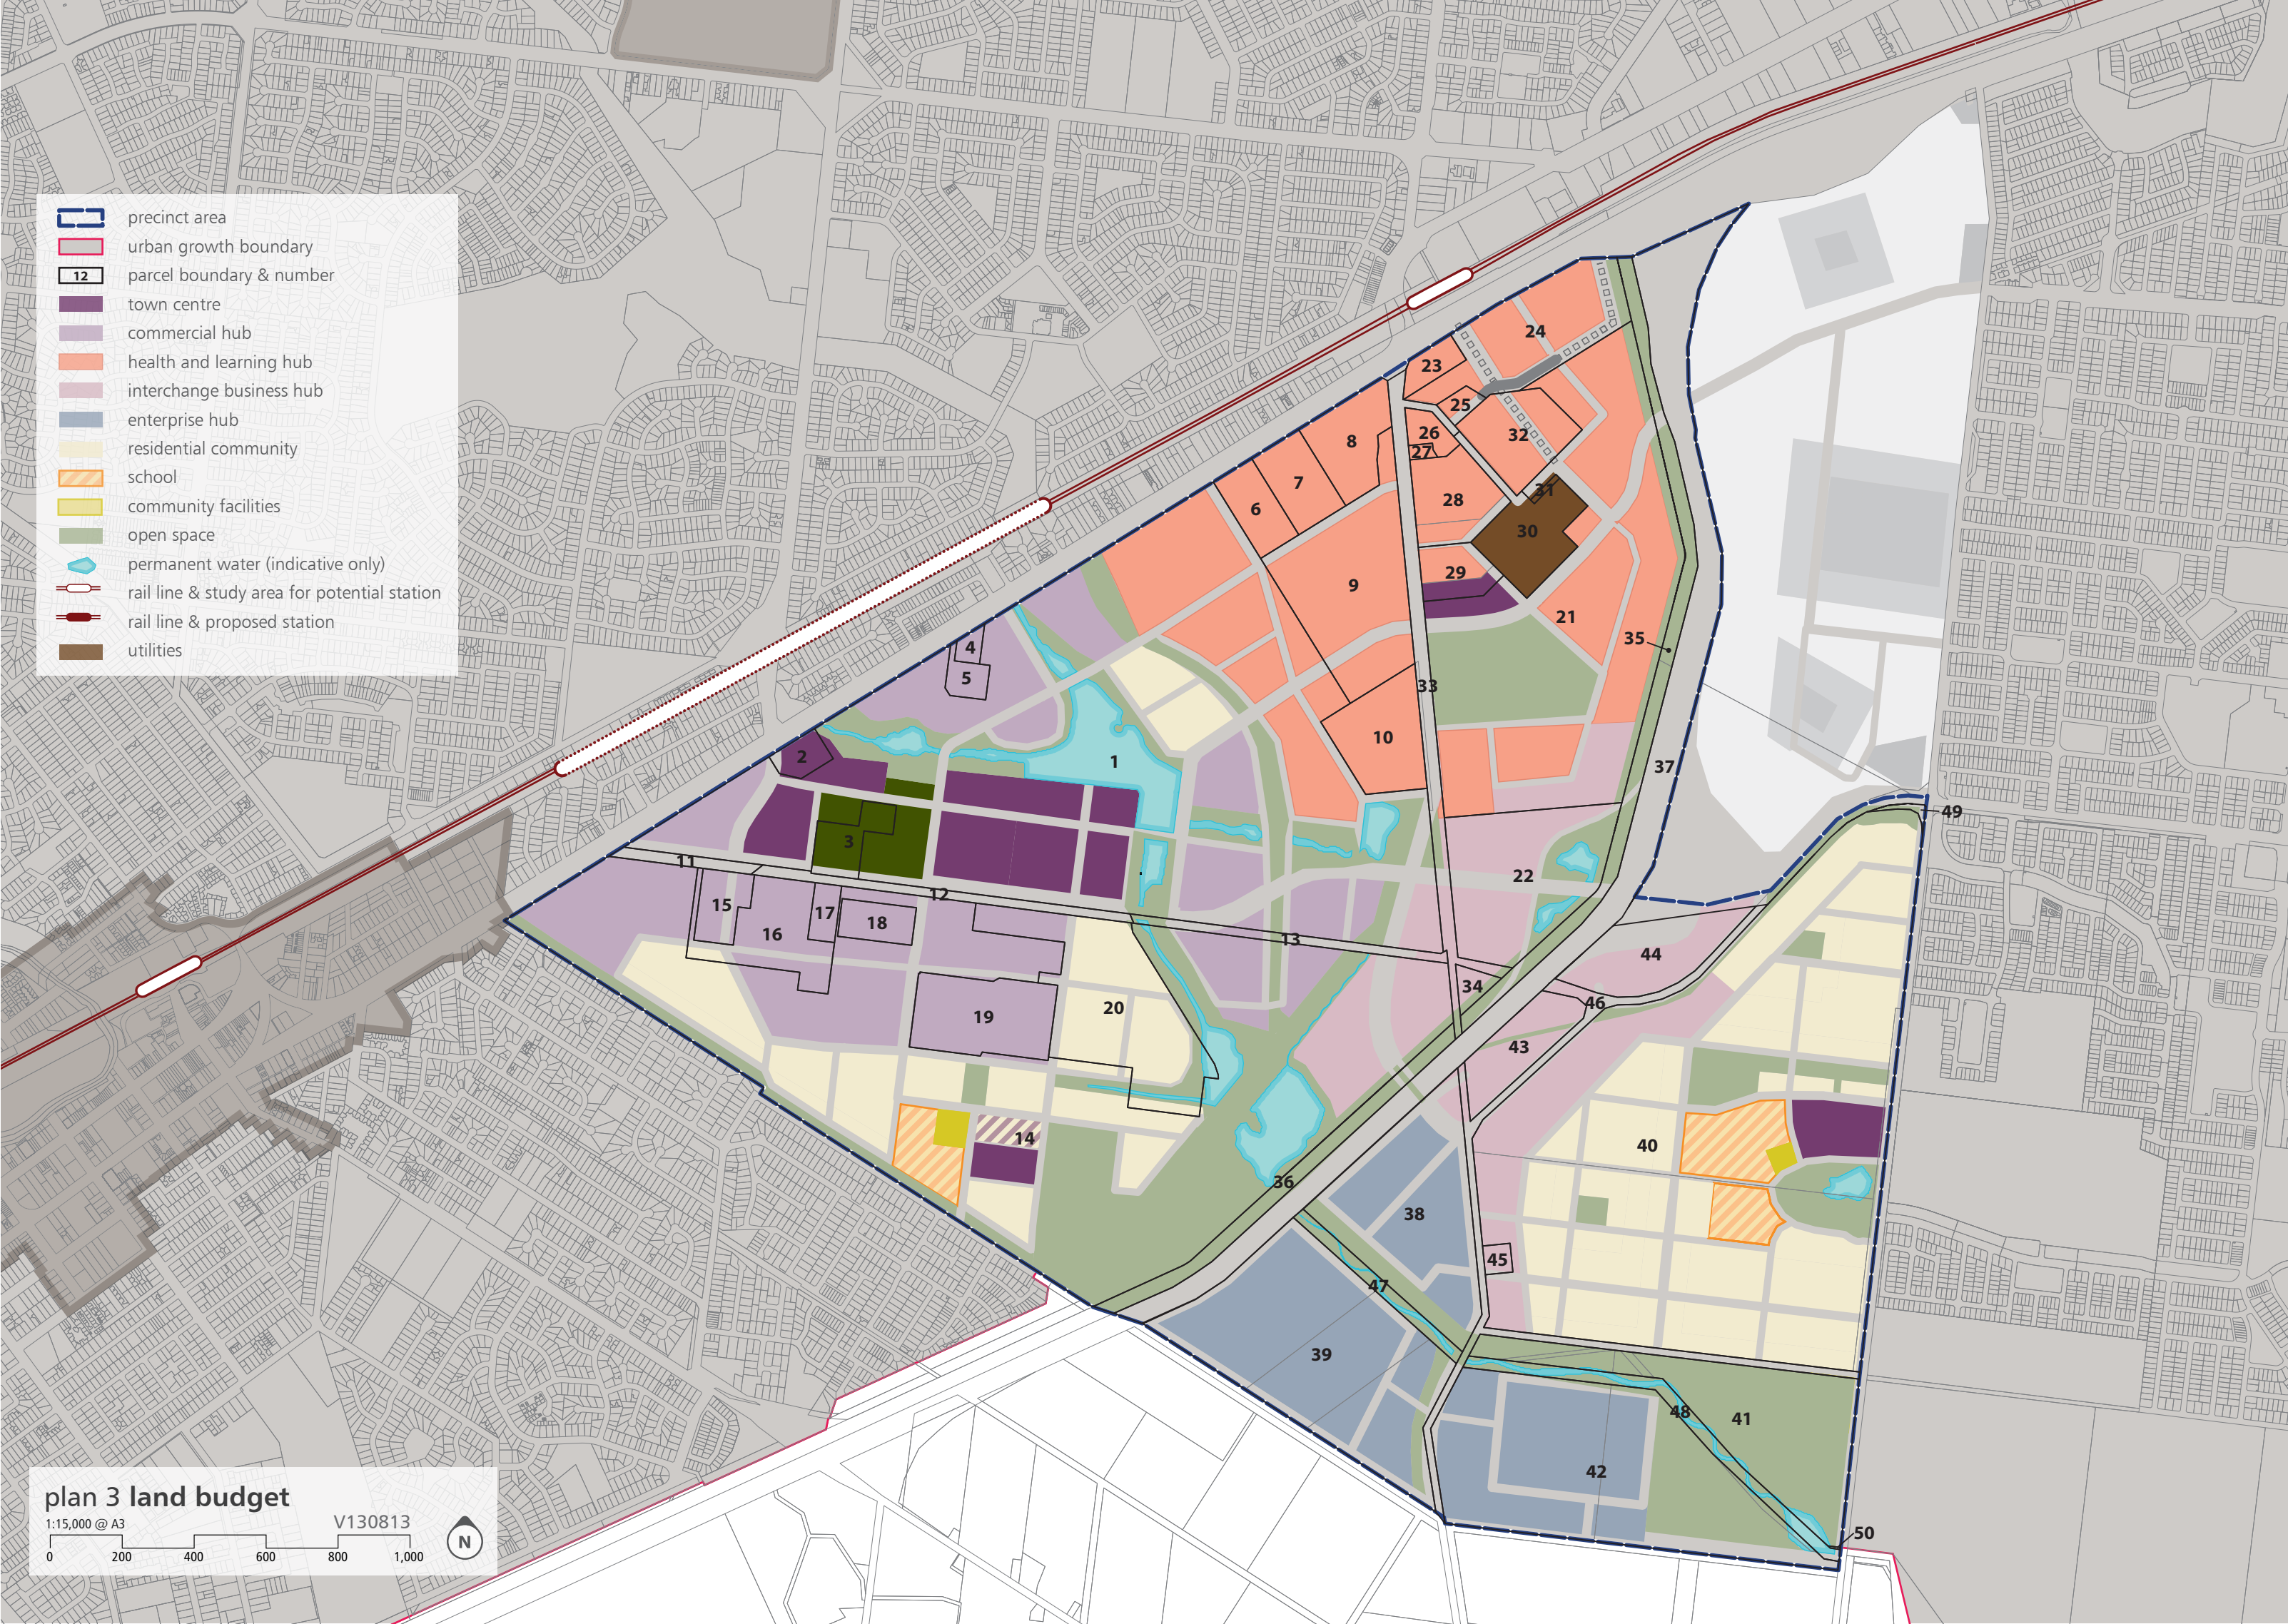 precinct area
urban growth boundary
12 parcel boundary & number
town centre
commercial hub
health and learning hub
interchange business hub
enterprise hub
residential community
school
community facilities
open space
permanent water (indicative only)
rail line & study area for potential station
rail line & proposed station
utilities
24
23
25
8
26
32
27
7
31
28
6
30
29
9
21
35
4
5
33
10
2
1
37
49
3
11
22
12
15
17
18
16
13
44
34
46
20
19
43
14
40
36
38
45
47
39
48
41
42
50
plan 3 land budget
1:15,000 @ A3
V130813
N
0 200 400 600 800 1,000